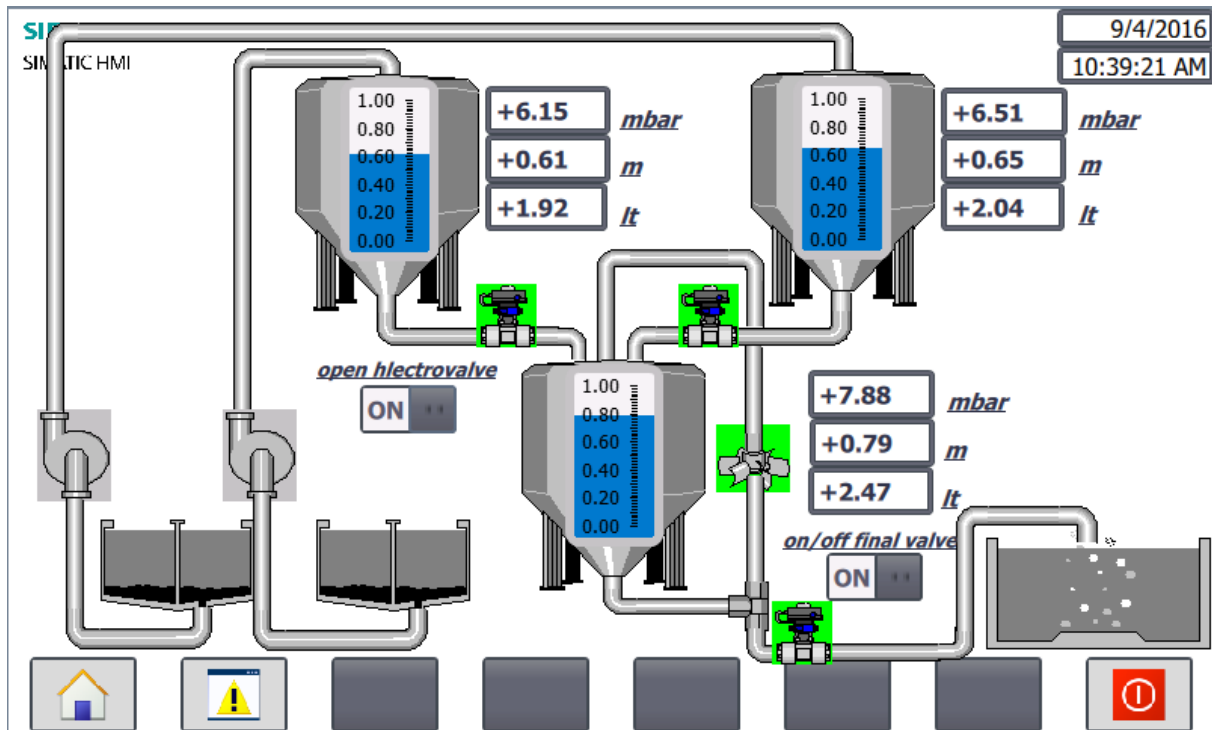 SI
SIMATIC HMI
9/4/2016
10:39:21 AM
1.00
0.80
0.60
0.40
0.20
0.00
+6.15 mbar
+0.61 m
+1.92 lt
1.00
0.80
0.60
0.40
0.20
0.00
+6.51 mbar
+0.65 m
+2.04 lt
open hlectrovalve
ON
1.00
0.80
0.60
0.40
0.20
0.00
+7.88 mbar
+0.79 m
+2.47 lt
on/off final valve
ON